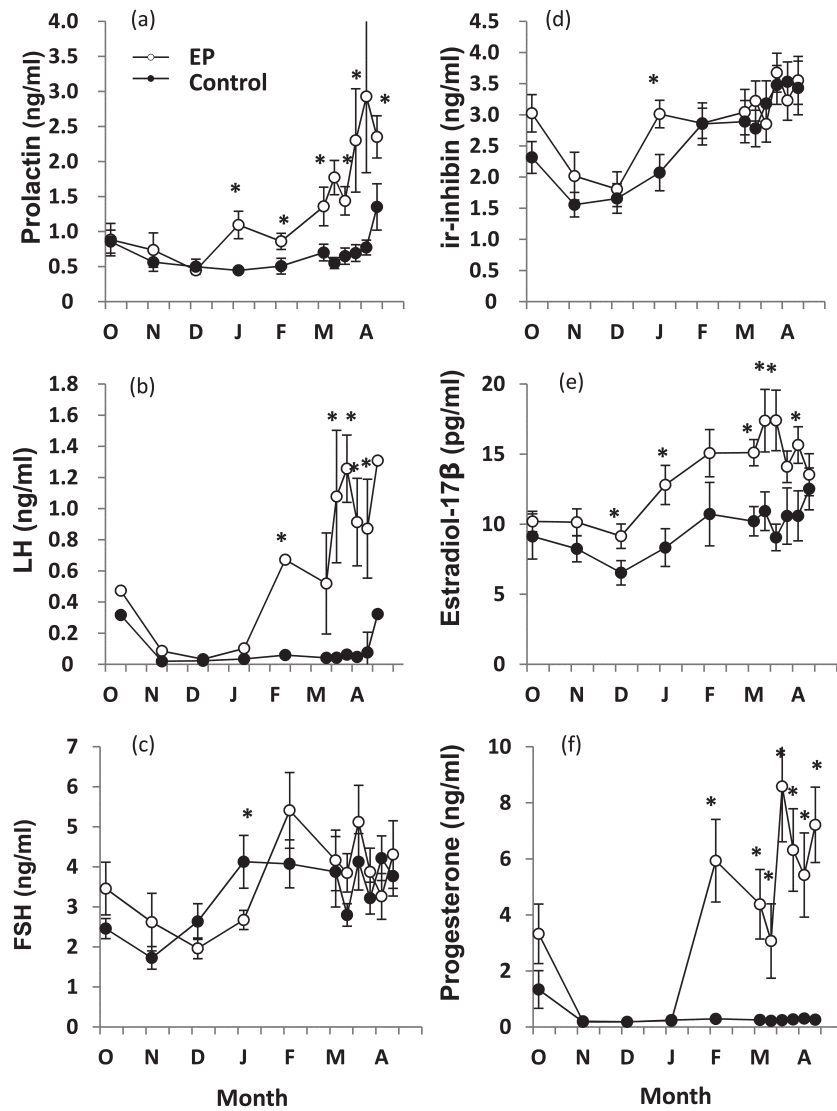 (a)
Prolactin (ng/ml)
4.0
3.5
3.0
2.5
2.0
1.5
1.0
0.5
0
EP
Control
* * * * * *
O N D J F M A
(b)
LH (ng/ml)
1.8
1.6
1.4
1.2
1.0
0.8
0.6
0.4
0.2
0
* * * * *
O N D J F M A
(c)
FSH (ng/ml)
7
6
5
4
3
2
1
0
*
O N D J F M A
Month
(d)
ir-inhibin (ng/ml)
4.5
4.0
3.5
3.0
2.5
2.0
1.5
1.0
0.5
0
*
O N D J F M A
(e)
Estradiol-17β (pg/ml)
20
15
10
5
0
* * * * * *
O N D J F M A
(f)
Progesterone (ng/ml)
10
8
6
4
2
0
* * * * * * *
O N D J F M A
Month